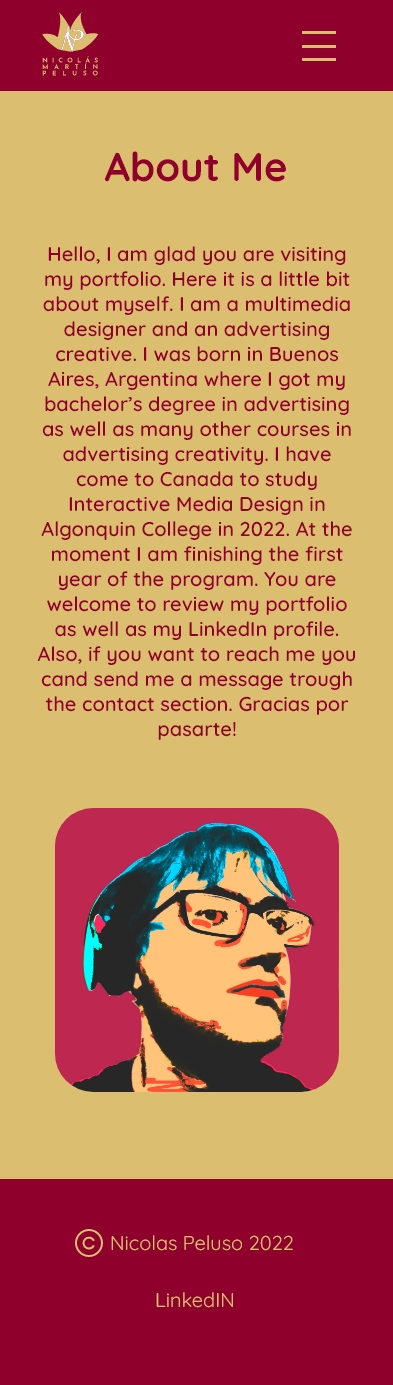 NP
NICOLÁS
MARTÍN
PELUSO
About Me
Hello, I am glad you are visiting
my portfolio. Here it is a little bit
about myself. I am a multimedia
designer and an advertising
creative. I was born in Buenos
Aires, Argentina where I got my
bachelor’s degree in advertising
as well as many other courses in
advertising creativity. I have
come to Canada to study
Interactive Media Design in
Algonquin College in 2022. At the
moment I am finishing the first
year of the program. You are
welcome to review my portfolio
as well as my LinkedIn profile.
Also, if you want to reach me you
cand send me a message trough
the contact section. Gracias por
pasarte!
© Nicolas Peluso 2022
LinkedIN